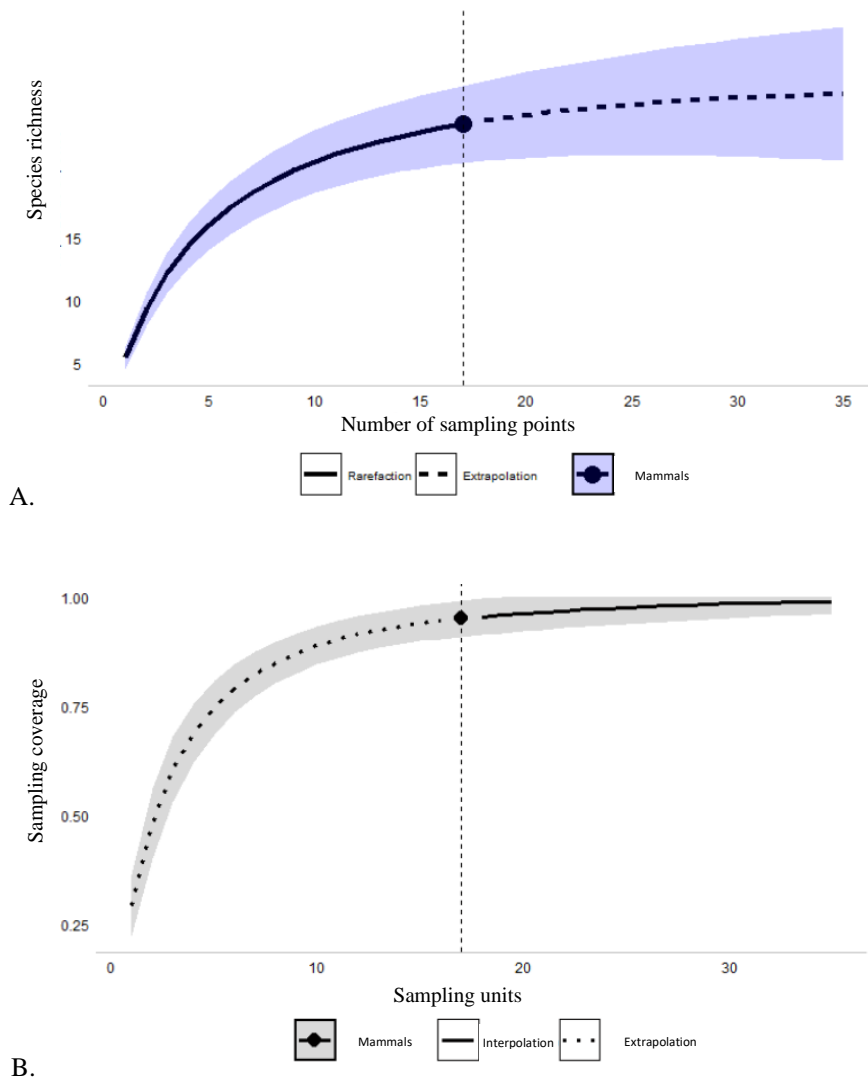 Species richness
15
10
5
0 5 10 15 20 25 30 35
Number of sampling points
Rarefaction Extrapolation Mammals
A.
1.00
0.75
0.50
0.25
Sampling coverage
0 10 20 30
Sampling units
Mammals Interpolation Extrapolation
B.